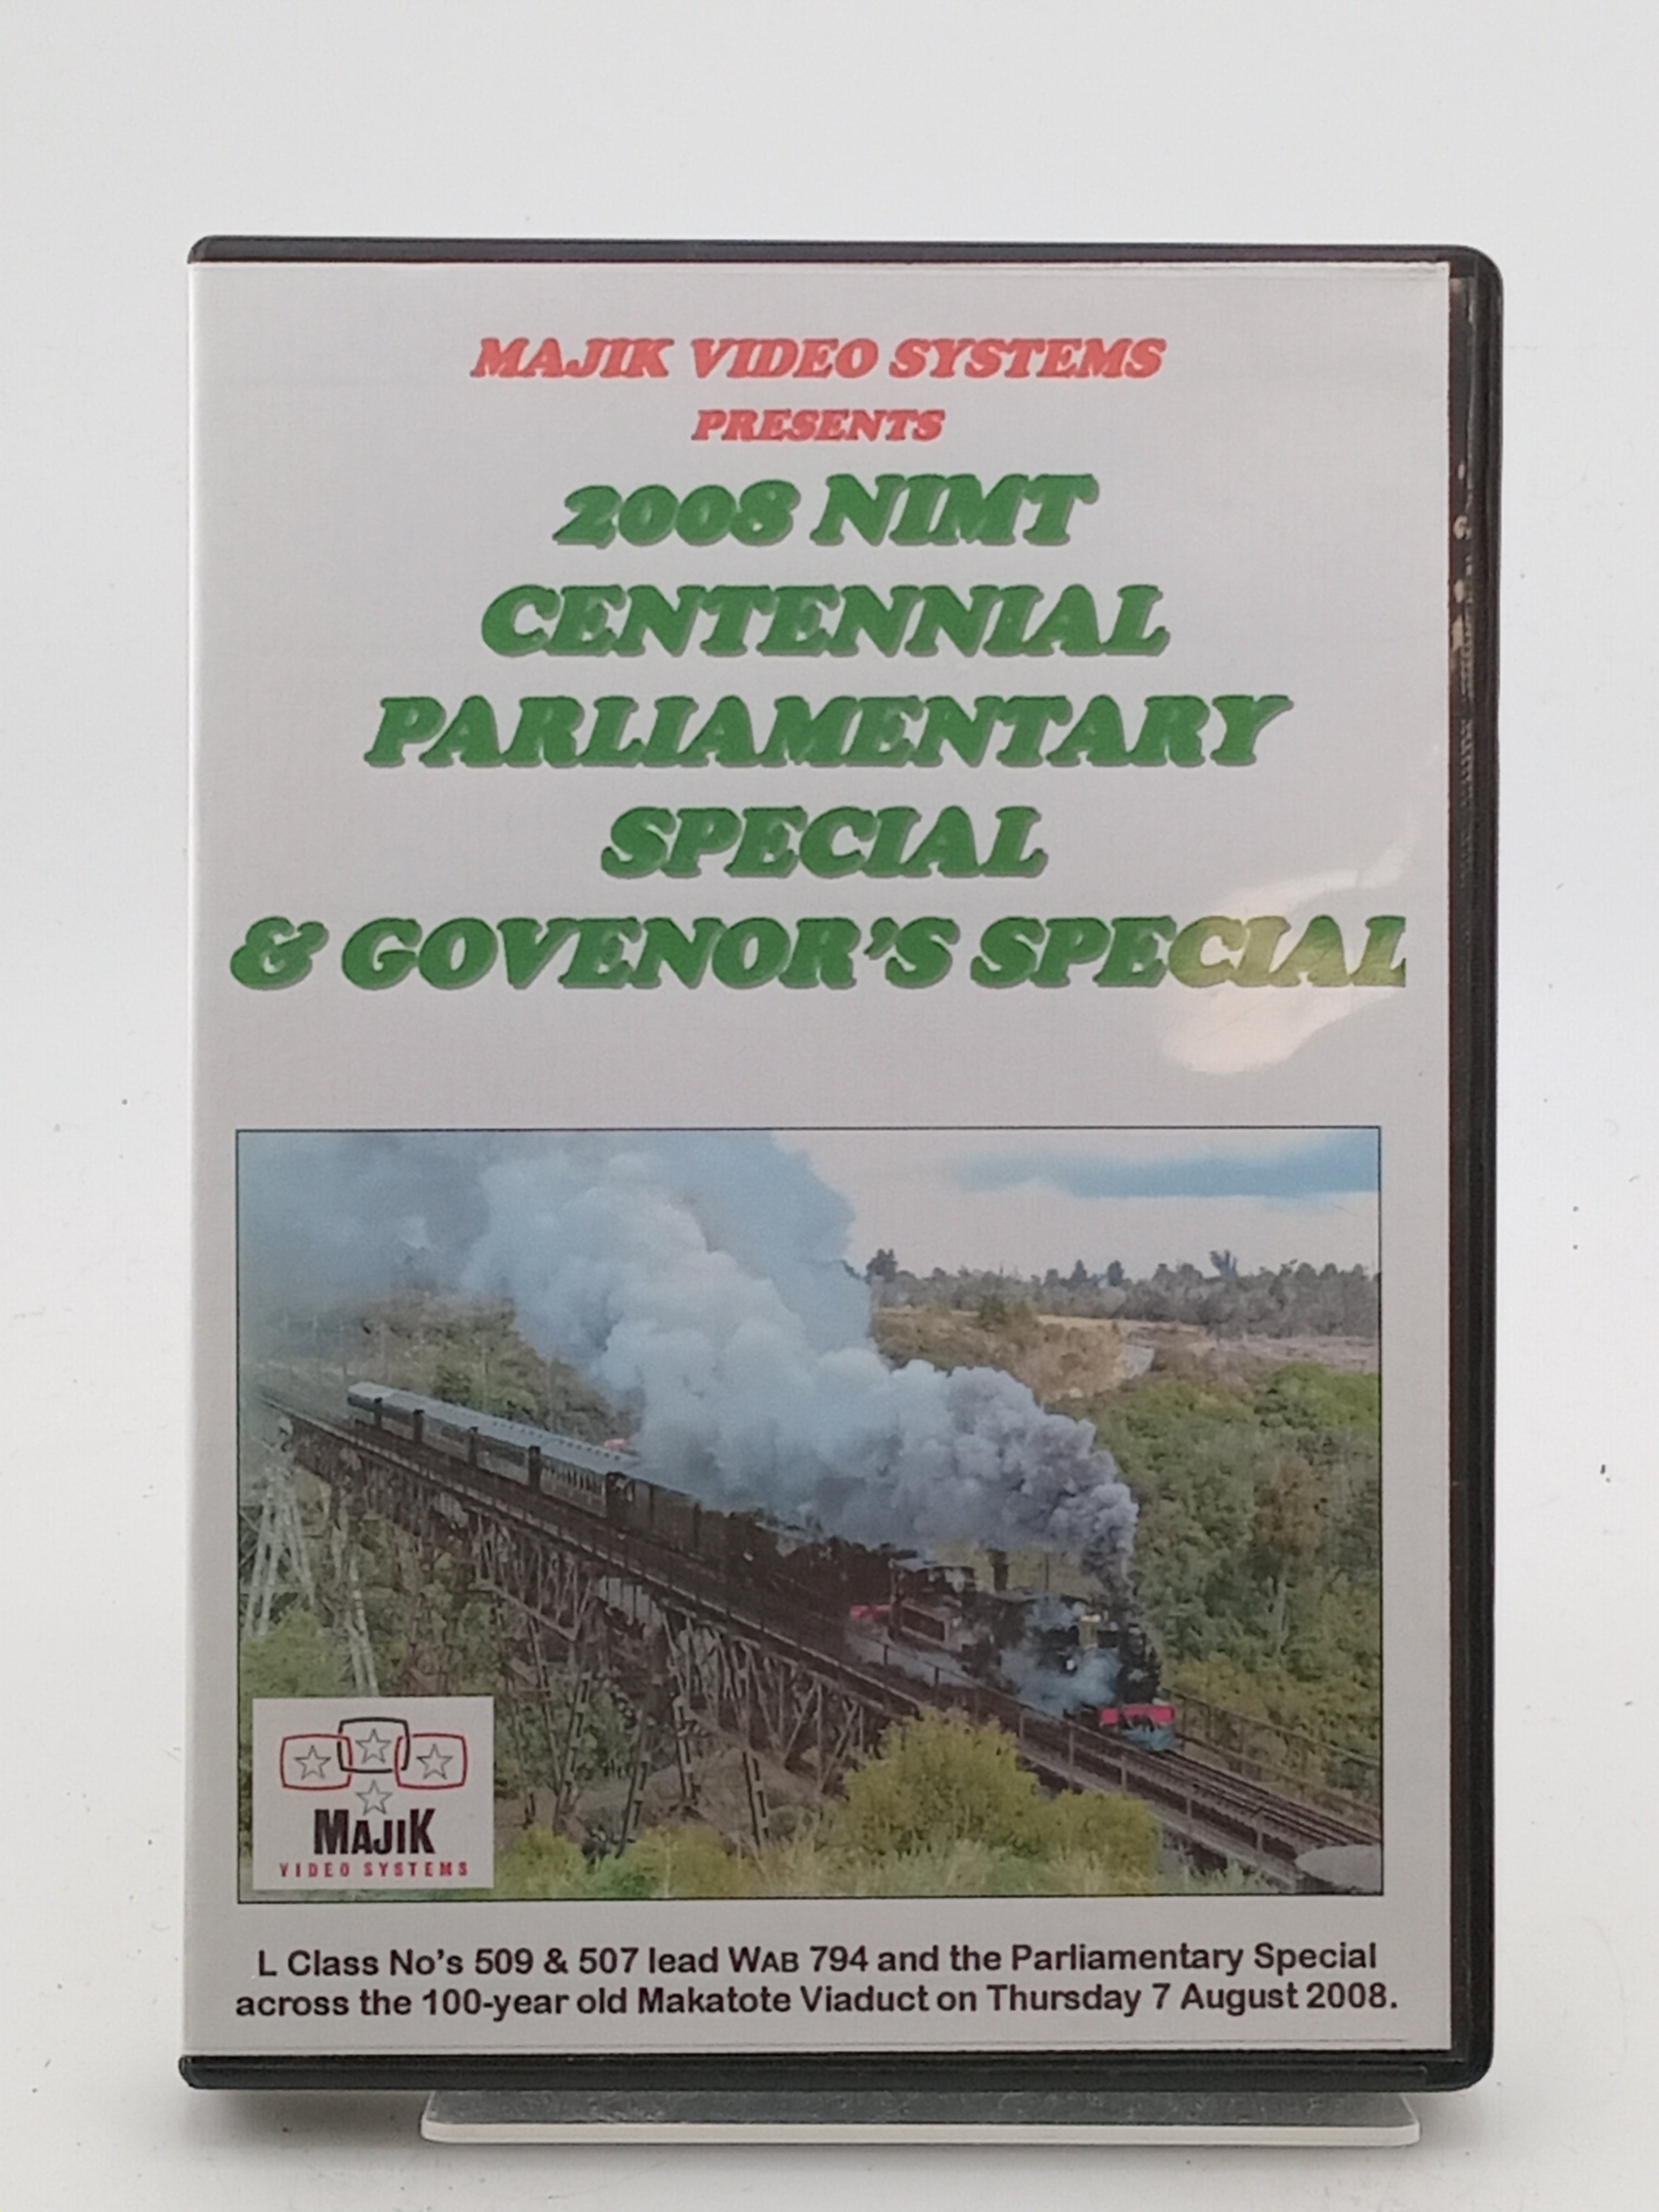 MAJIK VIDEO SYSTEMS
PRESENTS
2008 NIMT
CENTENNIAL
PARLIAMENTARY
SPECIAL
& GOVENOR'S SPECIAL
MAJIK
VIDEO SYSTEMS
L Class No's 509 & 507 lead WAB 794 and the Parliamentary Special
across the 100-year old Makatote Viaduct on Thursday 7 August 2008.